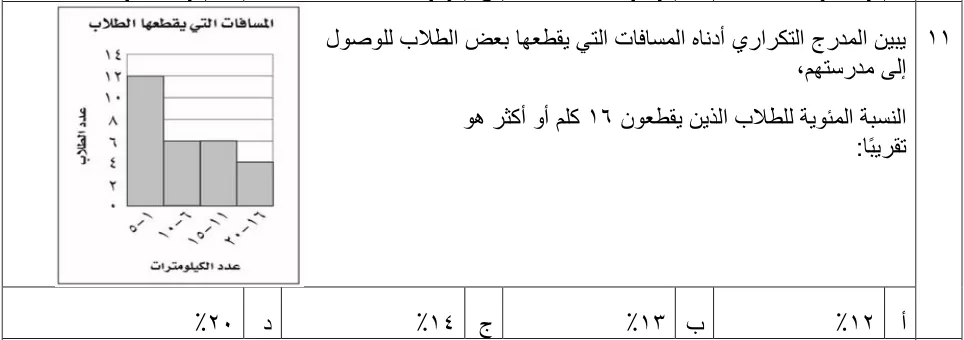 ١١
يبين المدرج التكراري أدناه المسافات التي يقطعها بعض الطلاب للوصول
إلى مدرستهم،
النسبة المئوية للطلاب الذين يقطعون ١٦ كلم أو أكثر هو
تقريبًا:
المسافات التي يقطعها الطلاب
عدد الطلاب
١٤
١٢
١٠
٨
٦
٤
٢
٠
١–٥
٦–١٠
١١–١٥
١٦–٢٠
عدد الكيلومترات
أ ١٢٪ ب ١٣٪ ج ١٤٪ د ٢٠٪